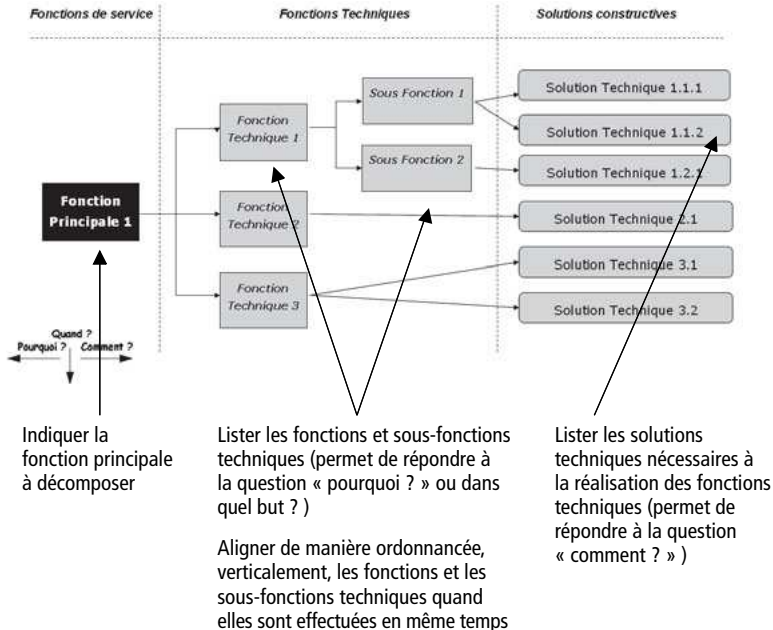 Fonctions de service
Fonctions Techniques
Solutions constructives
Sous Fonction 1
Solution Technique 1.1.1
Fonction
Technique 1
Solution Technique 1.1.2
Sous Fonction 2
Solution Technique 1.2.1
Fonction
Principale 1
Fonction
Technique 2
Solution Technique 2.1
Fonction
Technique 3
Solution Technique 3.1
Solution Technique 3.2
Quand ?
Pourquoi ?
Comment ?
Indiquer la
fonction principale
à décomposer
Lister les fonctions et sous-fonctions
techniques (permet de répondre à
la question « pourquoi ? » ou dans
quel but ? )
Aligner de manière ordonnancée,
verticalement, les fonctions et les
sous-fonctions techniques quand
elles sont effectuées en même temps
Lister les solutions
techniques nécessaires à
la réalisation des fonctions
techniques (permet de
répondre à la question
« comment ? » )